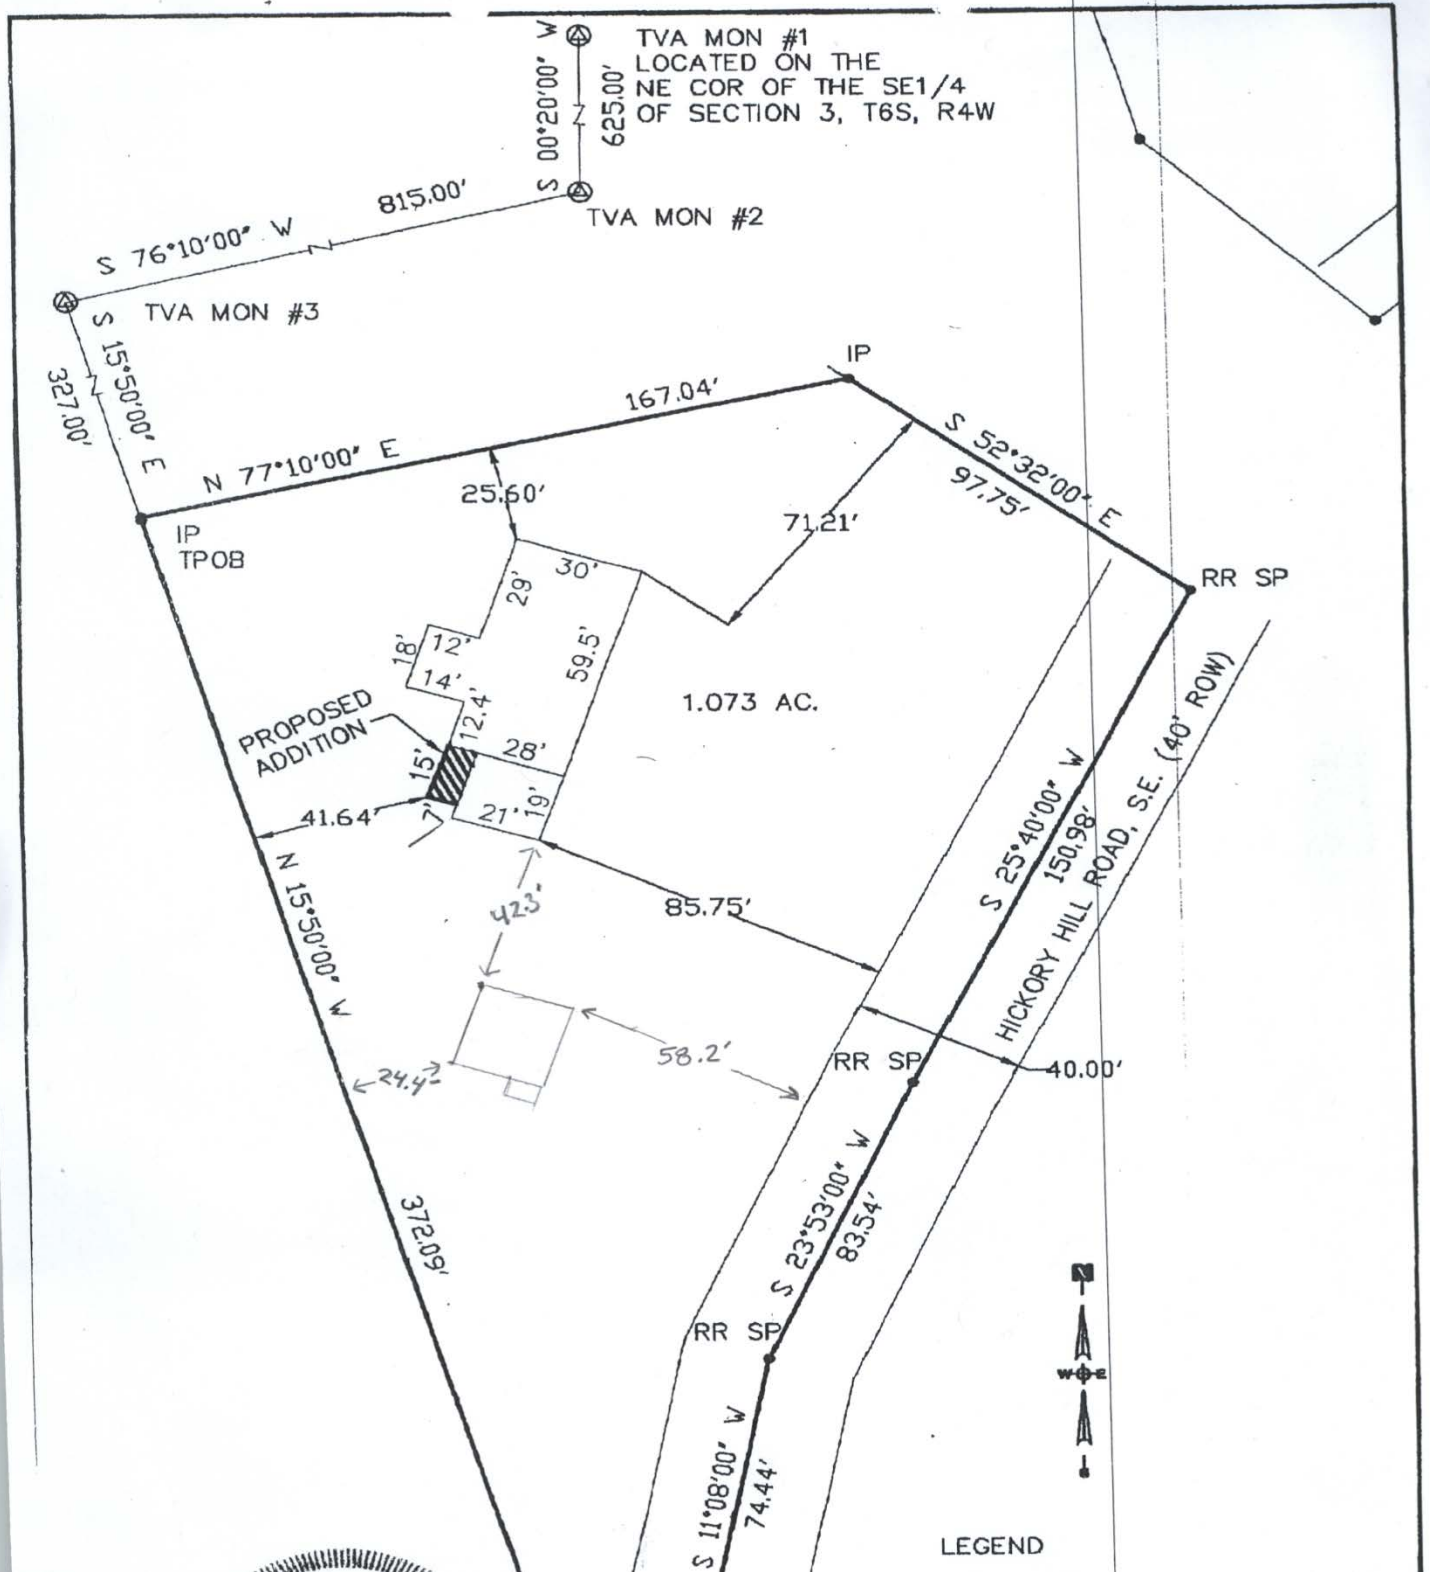 TVA MON #1
LOCATED ON THE
NE COR OF THE SE1/4
OF SECTION 3, T6S, R4W
S 00°20'00" W
625.00'
TVA MON #2
S 76°10'00" W
815.00'
TVA MON #3
S 15°50'00" E
327.00'
IP
N 77°10'00" E
167.04'
S 52°32'00" E
97.75'
IP
TPOB
25.60'
71.21'
RR SP
30'
29'
12'
18'
14'
59.5'
12.4'
1.073 AC.
PROPOSED
ADDITION
15'
28'
7'
21'
19'
41.64'
85.75'
S 25°40'00" W
150.98'
HICKORY HILL ROAD, S.E. (40' ROW)
N 15°50'00" W
372.09'
42.3'
58.2'
24.4'
RR SP
40.00'
S 23°53'00" W
83.54'
RR SP
S 11°08'00" W
74.44'
N
W E
LEGEND